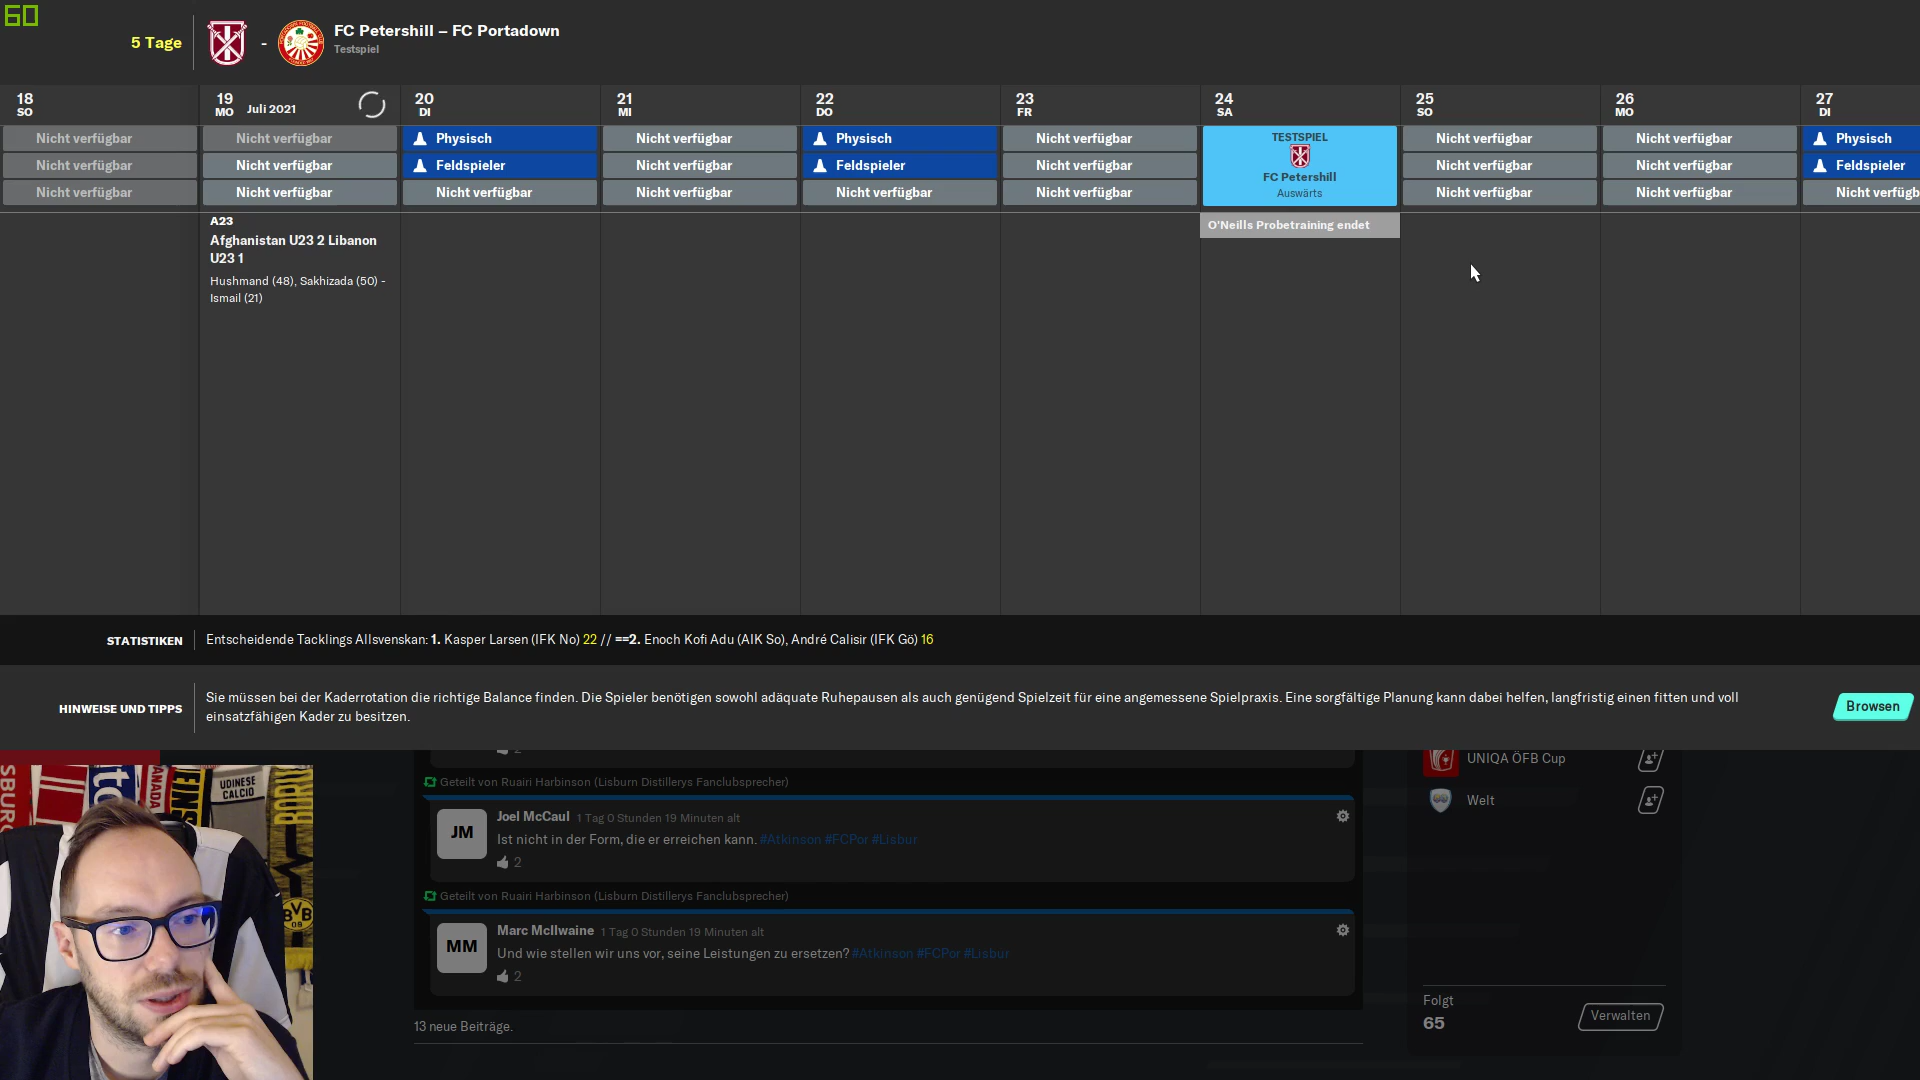 60
5 Tage
-
FC Petershill – FC Portadown
Testspiel
18
SO
19
MO
Juli 2021
20
DI
21
MI
22
DO
23
FR
24
SA
25
SO
26
MO
27
DI
Nicht verfügbar
Nicht verfügbar
Physisch
Nicht verfügbar
Physisch
Nicht verfügbar
TESTSPIEL
Nicht verfügbar
Nicht verfügbar
Physisch
Nicht verfügbar
Nicht verfügbar
Feldspieler
Nicht verfügbar
Feldspieler
Nicht verfügbar
FC Petershill
Nicht verfügbar
Nicht verfügbar
Feldspieler
Nicht verfügbar
Nicht verfügbar
Nicht verfügbar
Nicht verfügbar
Nicht verfügbar
Nicht verfügbar
Auswärts
Nicht verfügbar
Nicht verfügbar
Nicht verfügb
A23
Afghanistan U23 2 Libanon
U23 1
Hushmand (48), Sakhizada (50) -
Ismail (21)
O'Neills Probetraining endet
STATISTIKEN
Entscheidende Tacklings Allsvenskan: 1. Kasper Larsen (IFK No) 22 // ==2. Enoch Kofi Adu (AIK So), André Calisir (IFK Gö) 16
HINWEISE UND TIPPS
Sie müssen bei der Kaderrotation die richtige Balance finden. Die Spieler benötigen sowohl adäquate Ruhepausen als auch genügend Spielzeit für eine angemessene Spielpraxis. Eine sorgfältige Planung kann dabei helfen, langfristig einen fitten und voll
einsatzfähigen Kader zu besitzen.
Browsen
2
UNIQA ÖFB Cup
Geteilt von Ruairi Harbinson (Lisburn Distillerys Fanclubsprecher)
Welt
JM
Joel McCaul 1 Tag 0 Stunden 19 Minuten alt
Ist nicht in der Form, die er erreichen kann. #Atkinson #FCPor #Lisbur
2
Geteilt von Ruairi Harbinson (Lisburn Distillerys Fanclubsprecher)
MM
Marc McIlwaine 1 Tag 0 Stunden 19 Minuten alt
Und wie stellen wir uns vor, seine Leistungen zu ersetzen? #Atkinson #FCPor #Lisbur
2
13 neue Beiträge.
Folgt
65
Verwalten
SBURG
UDINESE
CALCIO
BVB
09